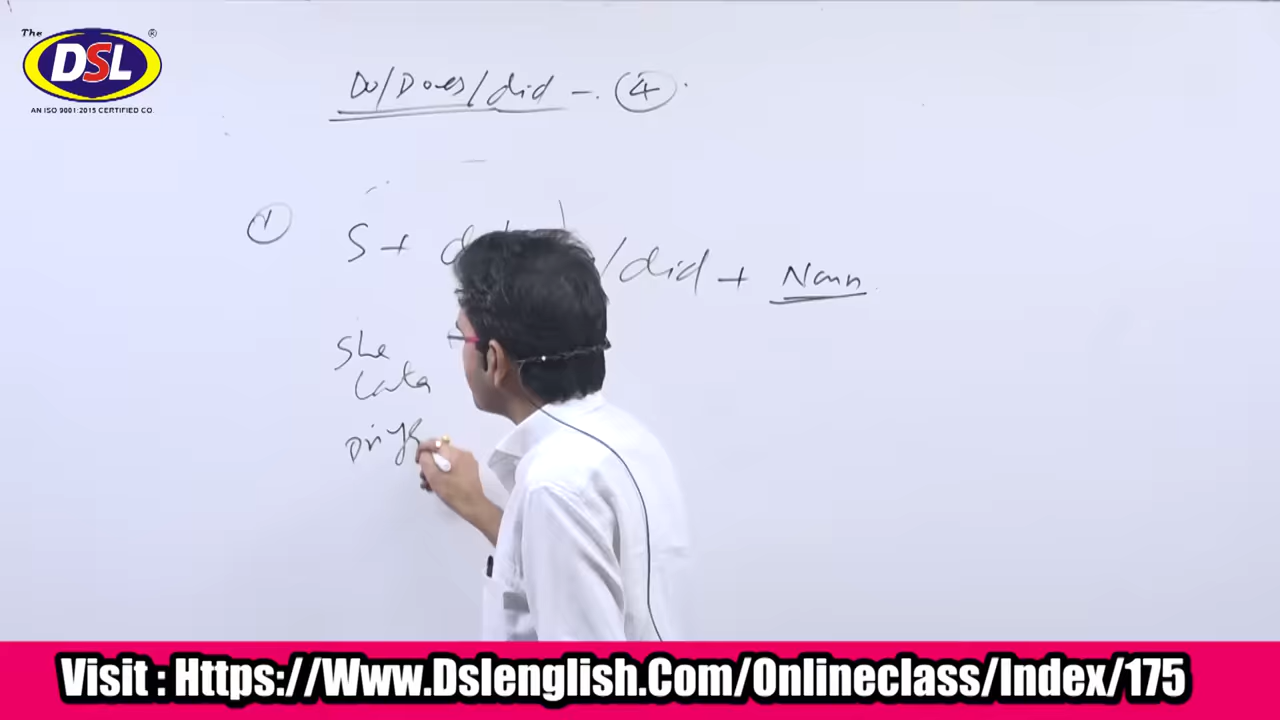 The
®
DSL
AN ISO 9001:2015 CERTIFIED CO.
Do/Does/did - 4
1
S + d /did + Noun
She
Lata
Visit : Https://Www.Dslenglish.Com/Onlineclass/Index/175